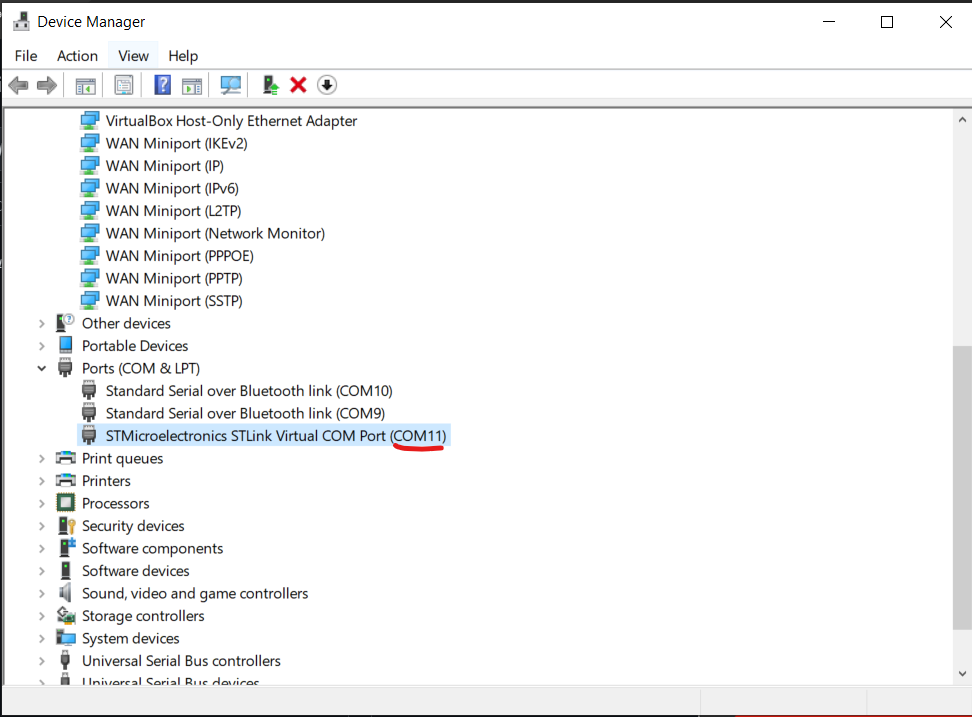 Device Manager
File Action View Help
VirtualBox Host-Only Ethernet Adapter
WAN Miniport (IKEv2)
WAN Miniport (IP)
WAN Miniport (IPv6)
WAN Miniport (L2TP)
WAN Miniport (Network Monitor)
WAN Miniport (PPPOE)
WAN Miniport (PPTP)
WAN Miniport (SSTP)
Other devices
Portable Devices
Ports (COM & LPT)
Standard Serial over Bluetooth link (COM10)
Standard Serial over Bluetooth link (COM9)
STMicroelectronics STLink Virtual COM Port (COM11)
Print queues
Printers
Processors
Security devices
Software components
Software devices
Sound, video and game controllers
Storage controllers
System devices
Universal Serial Bus controllers
Universal Serial Bus devices